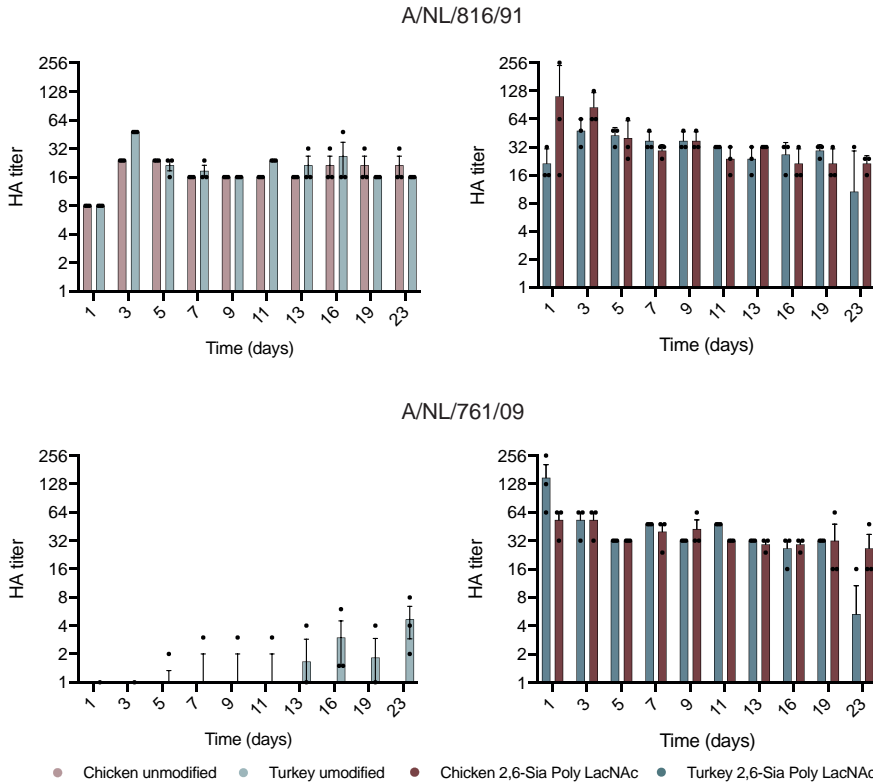 A/NL/816/91
256
128
64
32
16
8
4
2
1
HA titer
1 3 5 7 9 11 13 16 19 23
Time (days)
256
128
64
32
16
8
4
2
1
HA titer
1 3 5 7 9 11 13 16 19 23
Time (days)
A/NL/761/09
256
128
64
32
16
8
4
2
1
HA titer
1 3 5 7 9 11 13 16 19 23
Time (days)
256
128
64
32
16
8
4
2
1
HA titer
1 3 5 7 9 11 13 16 19 23
Time (days)
Chicken unmodified Turkey umodified Chicken 2,6-Sia Poly LacNAc Turkey 2,6-Sia Poly LacNAc